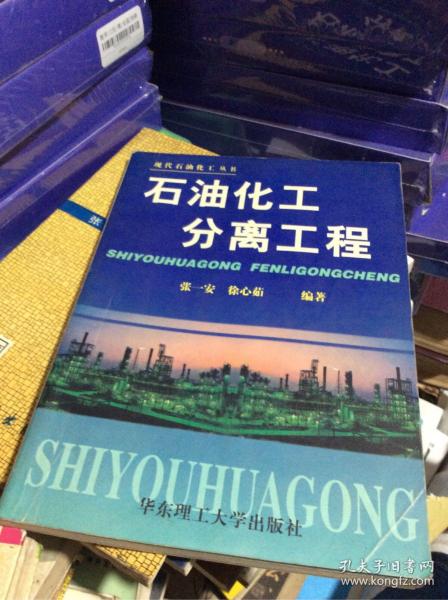 现代石油化工丛书
石油化工
分离工程
SHIYOUHUAGONG FENLIGONGCHENG
张一安 徐心茹 编著
SHIYOUHUAGONG
华东理工大学出版社
张
孔夫子旧书网
www.kongfz.com